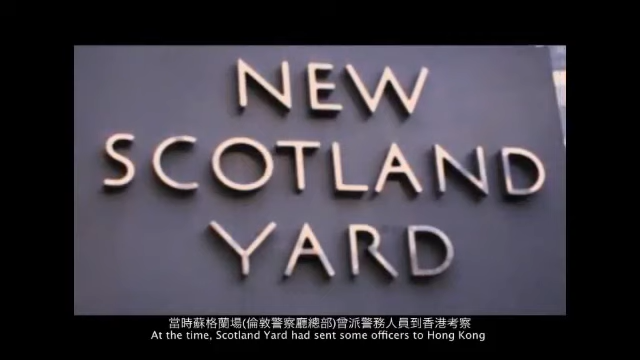 NEW
SCOTLAND
YARD
當時蘇格蘭場(倫敦警察廳總部)曾派警務人員到香港考察
At the time, Scotland Yard had sent some officers to Hong Kong